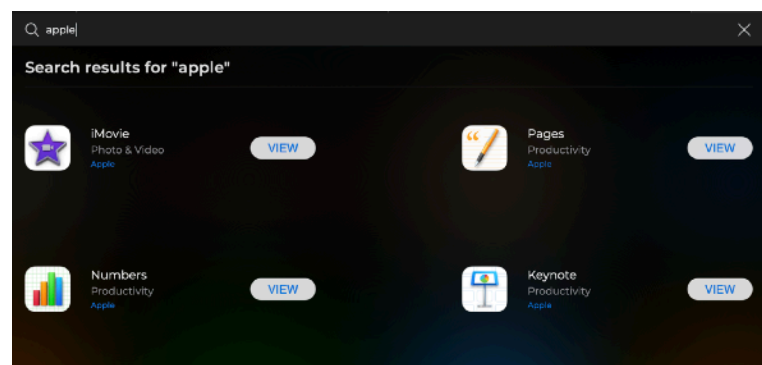 apple
Search results for "apple"
iMovie
Photo & Video
Apple
VIEW
Pages
Productivity
Apple
VIEW
Numbers
Productivity
Apple
VIEW
Keynote
Productivity
Apple
VIEW